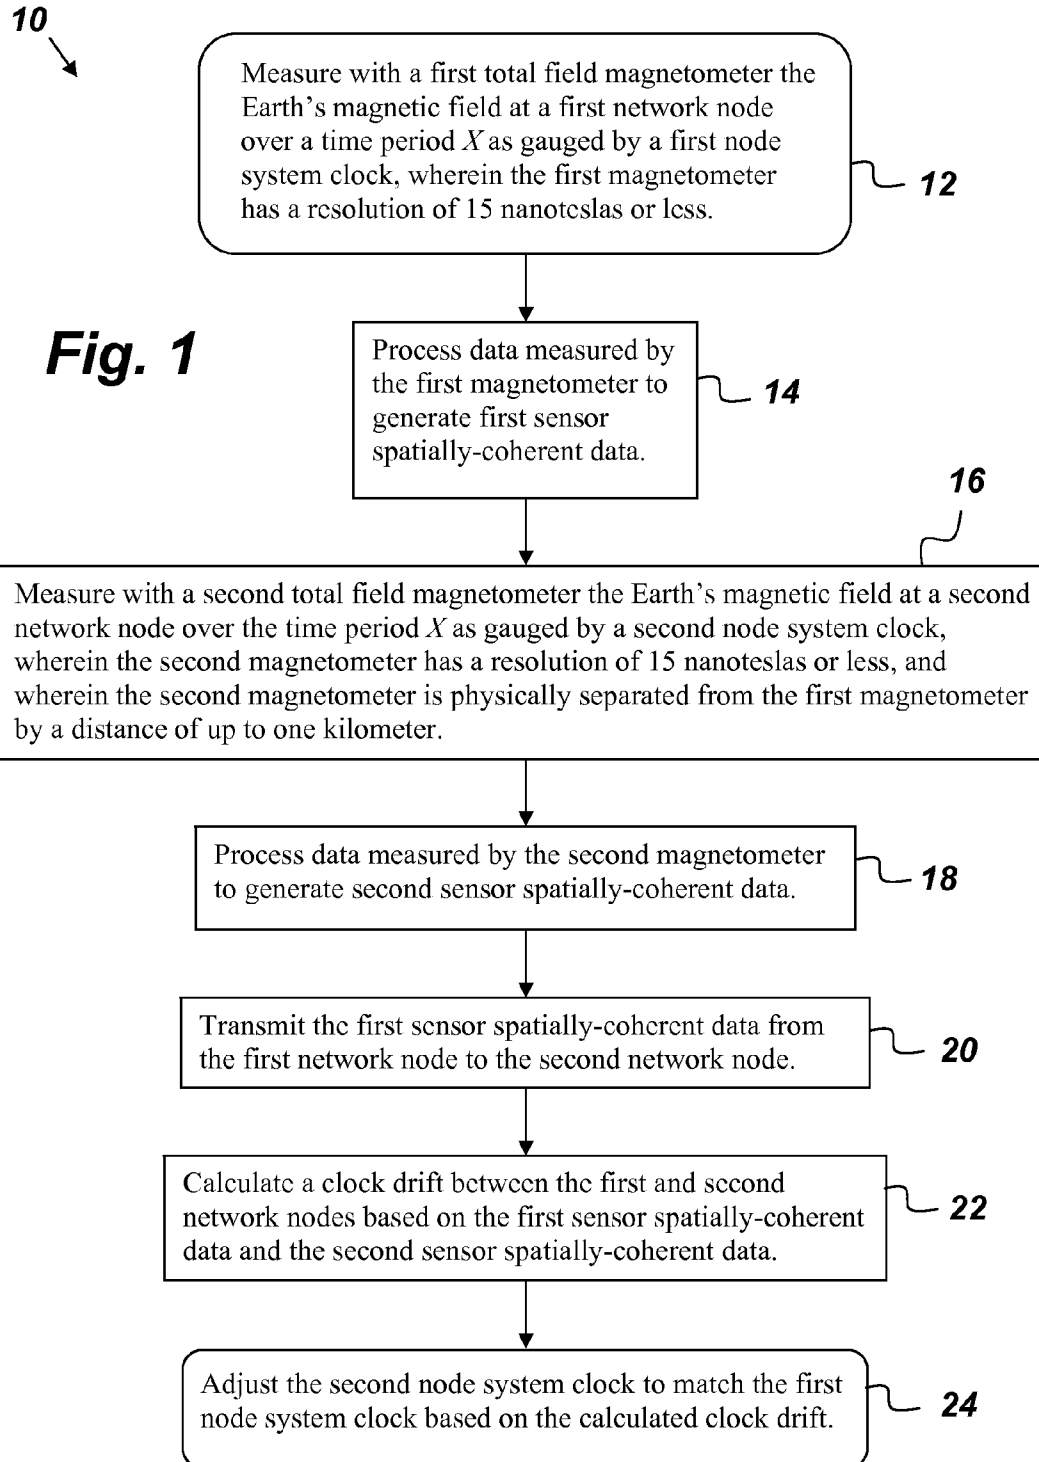 10
Measure with a first total field magnetometer the
Earth's magnetic field at a first network node
over a time period X as gauged by a first node
system clock, wherein the first magnetometer
has a resolution of 15 nanoteslas or less.
12
Fig. 1
Process data measured by
the first magnetometer to
generate first sensor
spatially-coherent data.
14
16
Measure with a second total field magnetometer the Earth's magnetic field at a second
network node over the time period X as gauged by a second node system clock,
wherein the second magnetometer has a resolution of 15 nanoteslas or less, and
wherein the second magnetometer is physically separated from the first magnetometer
by a distance of up to one kilometer.
Process data measured by the second magnetometer
to generate second sensor spatially-coherent data.
18
Transmit the first sensor spatially-coherent data from
the first network node to the second network node.
20
Calculate a clock drift between the first and second
network nodes based on the first sensor spatially-coherent
data and the second sensor spatially-coherent data.
22
Adjust the second node system clock to match the first
node system clock based on the calculated clock drift.
24